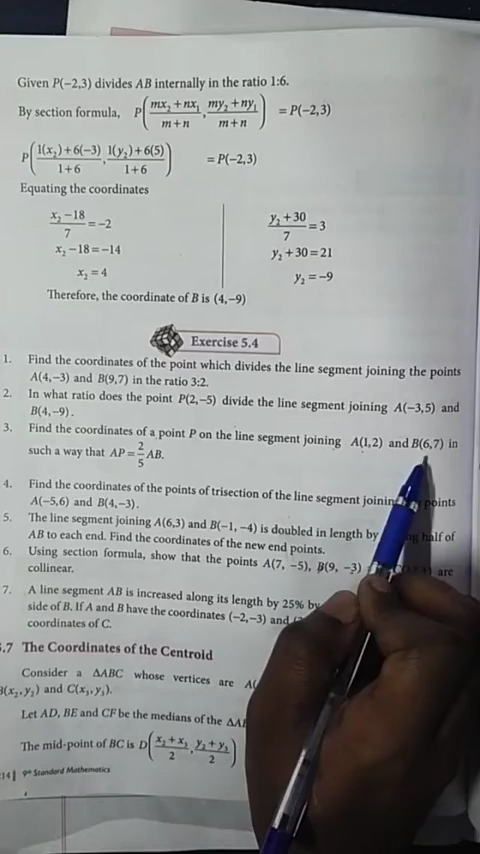 Given P(−2,3) divides AB internally in the ratio 1:6.
By section formula, P( (mx₂+nx₁)/(m+n), (my₂+ny₁)/(m+n) ) = P(−2,3)
P( (1(x₂)+6(−3))/(1+6), (1(y₂)+6(5))/(1+6) ) = P(−2,3)
Equating the coordinates
(x₂−18)/7 = −2
x₂−18=−14
x₂ = 4
(y₂+30)/7 = 3
y₂+30=21
y₂ =−9
Therefore, the coordinate of B is (4,−9)
Exercise 5.4
1. Find the coordinates of the point which divides the line segment joining the points
A(4,−3) and B(9,7) in the ratio 3:2.
2. In what ratio does the point P(2,−5) divide the line segment joining A(−3,5) and
B(4,−9).
3. Find the coordinates of a point P on the line segment joining A(1,2) and B(6,7) in
such a way that AP = 2/5 AB.
4. Find the coordinates of the points of trisection of the line segment joining points
A(−5,6) and B(4,−3).
5. The line segment joining A(6,3) and B(−1, −4) is doubled in length by half of
AB to each end. Find the coordinates of the new end points.
6. Using section formula, show that the points A(7, −5), B(9, −3) are
collinear.
7. A line segment AB is increased along its length by 25% by
side of B. If A and B have the coordinates (−2,−3) and
coordinates of C.
.7 The Coordinates of the Centroid
Consider a ΔABC whose vertices are
B(x₂,y₂) and C(x₃,y₃).
Let AD, BE and CF be the medians of the
The mid-point of BC is D( (x₂+x₃)/2, (y₂+y₃)/2 )
14 | 9th Standard Mathematics